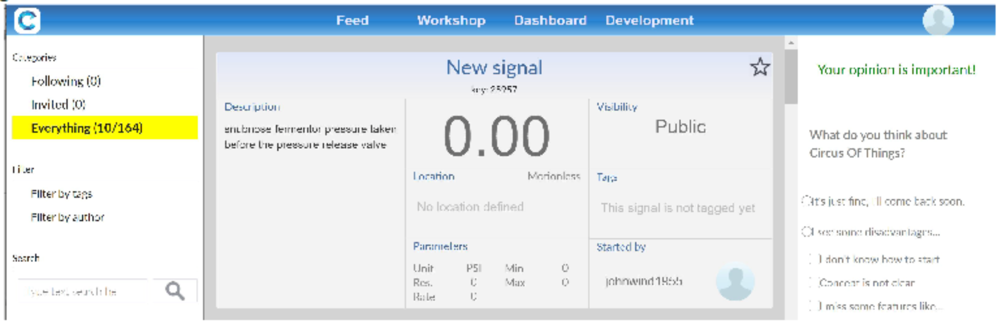 Feed Workshop Dashboard Development
Categories
Following (0)
Invited (0)
Everything (10/164)
Filter
Filter by tags
Filter by author
Search
New signal
key: 25957
Description
fermentor pressure taken
before the pressure release valve
0.00
Location Motionless
No location defined
Parameters
Unit PSI Min 0
Res. 0 Max 0
Rate 0
Visibility
Public
Tags
This signal is not tagged yet
Started by
Your opinion is important!
What do you think about
Circus Of Things?
It's just fine, I'll come back soon.
I see some disadvantages...
I don't know how to start
Concept is not clear
I miss some features like...